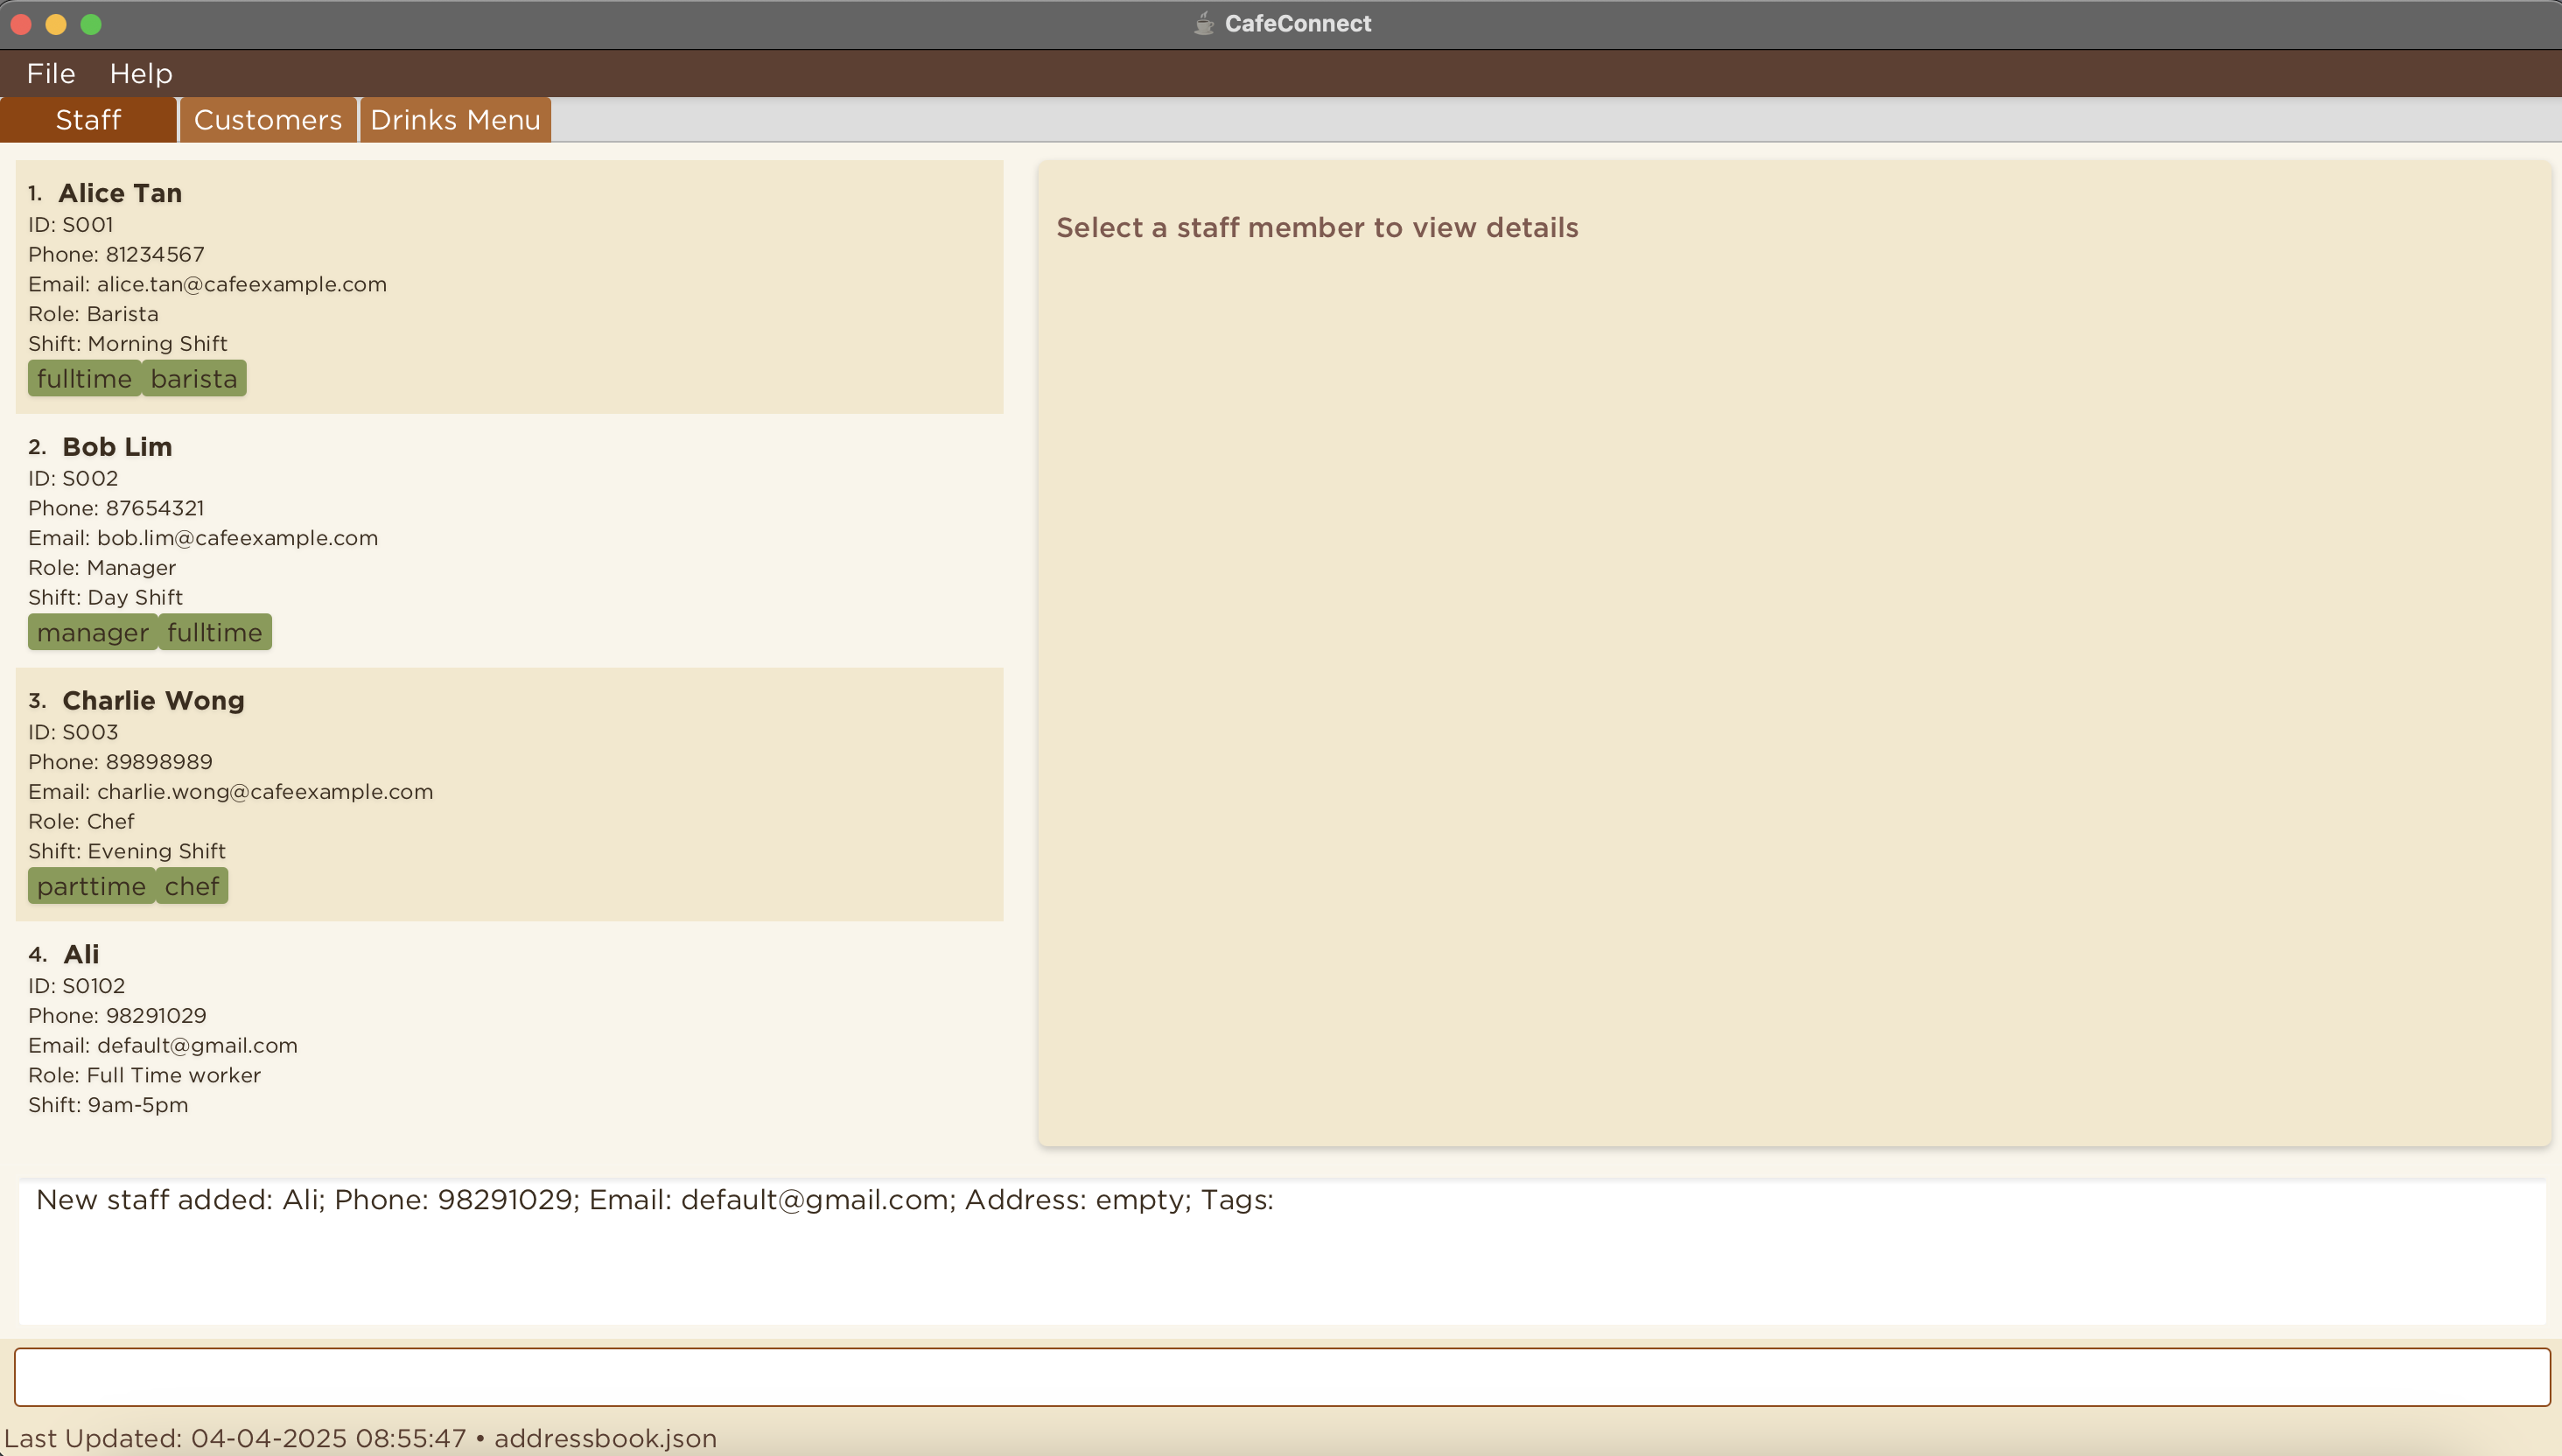 CafeConnect
File Help
Staff Customers Drinks Menu
1. Alice Tan
ID: S001
Phone: 81234567
Email: alice.tan@cafeexample.com
Role: Barista
Shift: Morning Shift
fulltime barista
2. Bob Lim
ID: S002
Phone: 87654321
Email: bob.lim@cafeexample.com
Role: Manager
Shift: Day Shift
manager fulltime
3. Charlie Wong
ID: S003
Phone: 89898989
Email: charlie.wong@cafeexample.com
Role: Chef
Shift: Evening Shift
parttime chef
4. Ali
ID: S0102
Phone: 98291029
Email: default@gmail.com
Role: Full Time worker
Shift: 9am-5pm
Select a staff member to view details
New staff added: Ali; Phone: 98291029; Email: default@gmail.com; Address: empty; Tags:
Last Updated: 04-04-2025 08:55:47 • addressbook.json